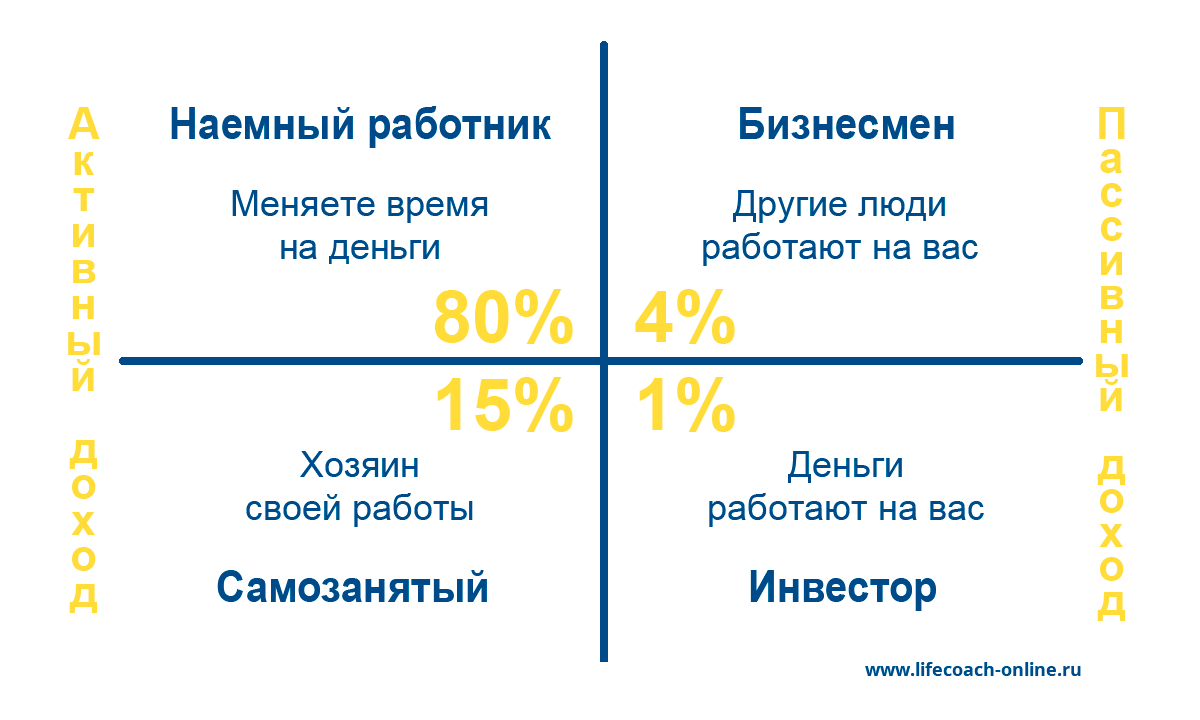 Активный доход
Наемный работник
Меняете время
на деньги
80%
Бизнесмен
Другие люди
работают на вас
4%
15%
Хозяин
своей работы
Самозанятый
1%
Деньги
работают на вас
Инвестор
Пассивный доход
www.lifecoach-online.ru